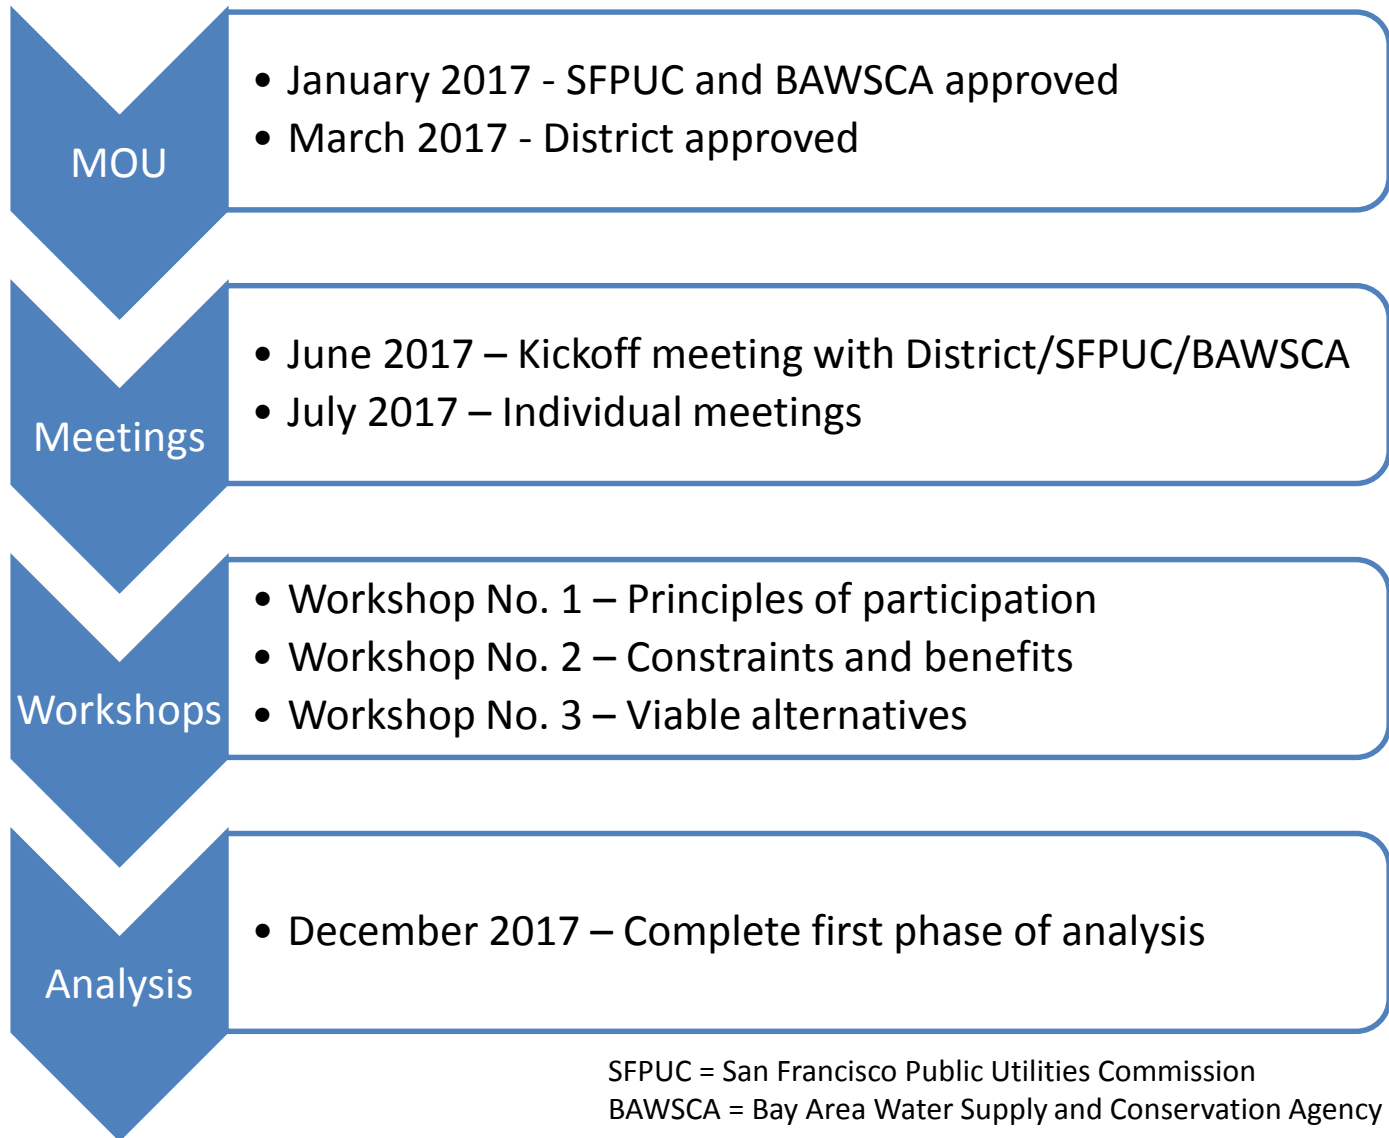 MOU
• January 2017 - SFPUC and BAWSCA approved
• March 2017 - District approved
Meetings
• June 2017 – Kickoff meeting with District/SFPUC/BAWSCA
• July 2017 – Individual meetings
Workshops
• Workshop No. 1 – Principles of participation
• Workshop No. 2 – Constraints and benefits
• Workshop No. 3 – Viable alternatives
Analysis
• December 2017 – Complete first phase of analysis
SFPUC = San Francisco Public Utilities Commission
BAWSCA = Bay Area Water Supply and Conservation Agency